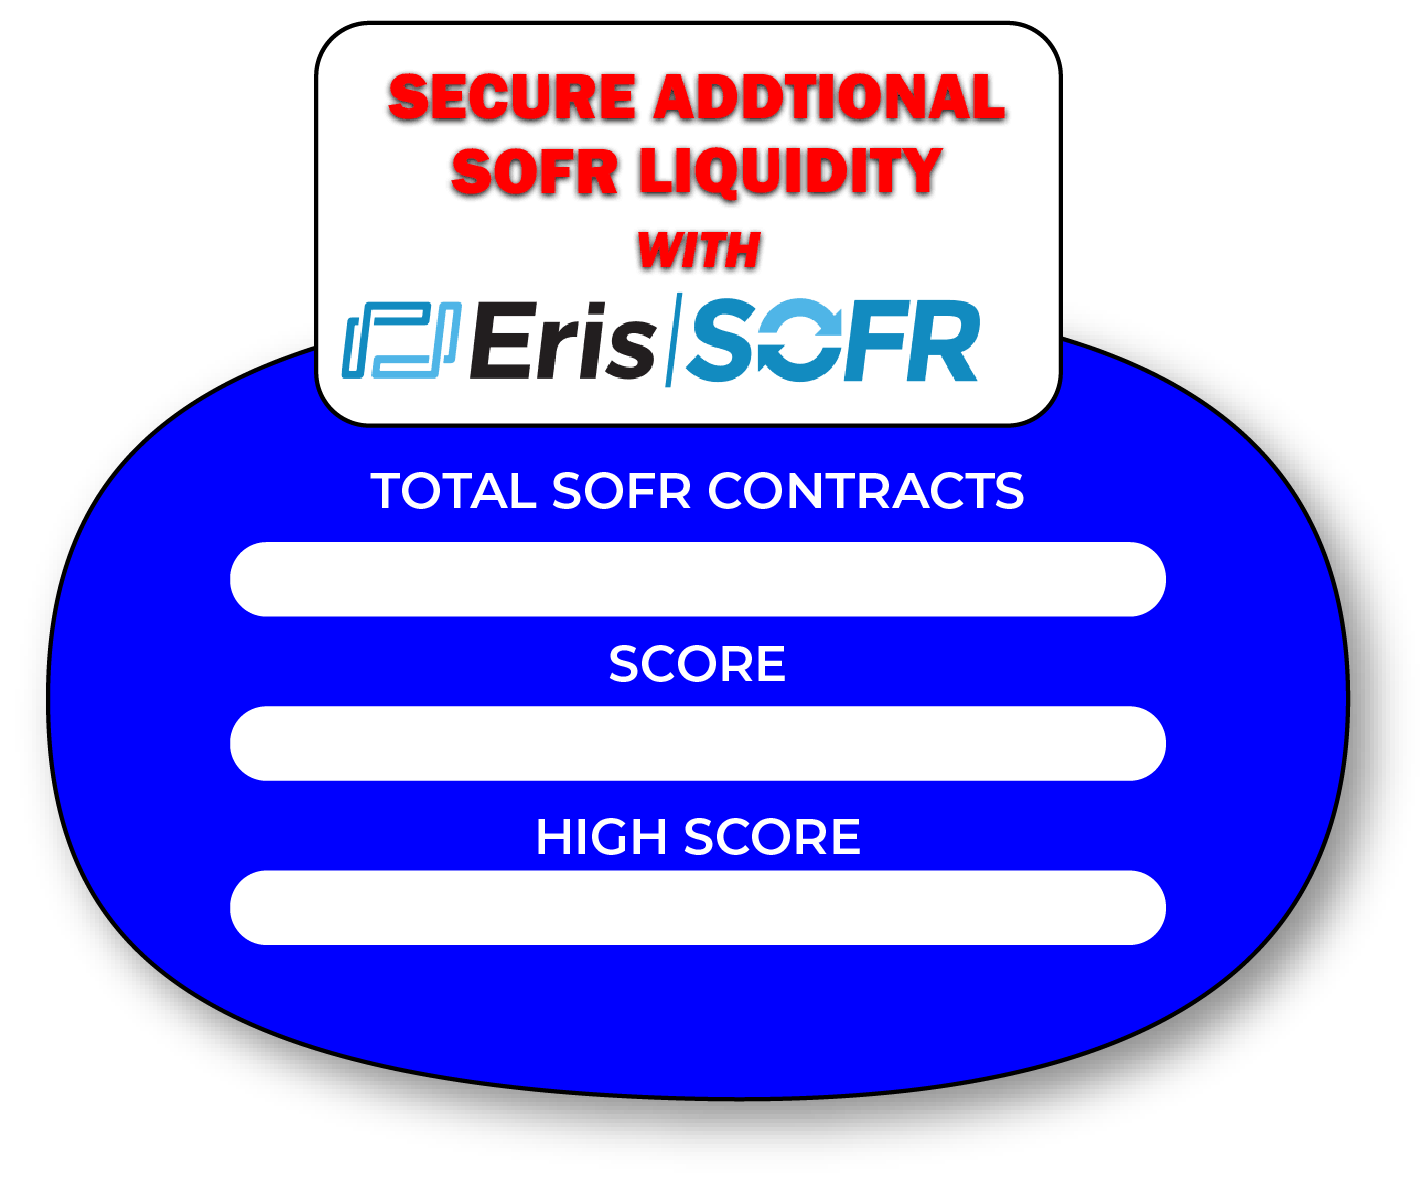 SECURE ADDTIONAL
SOFR LIQUIDITY
WITH
Eris|SOFR
TOTAL SOFR CONTRACTS
SCORE
HIGH SCORE